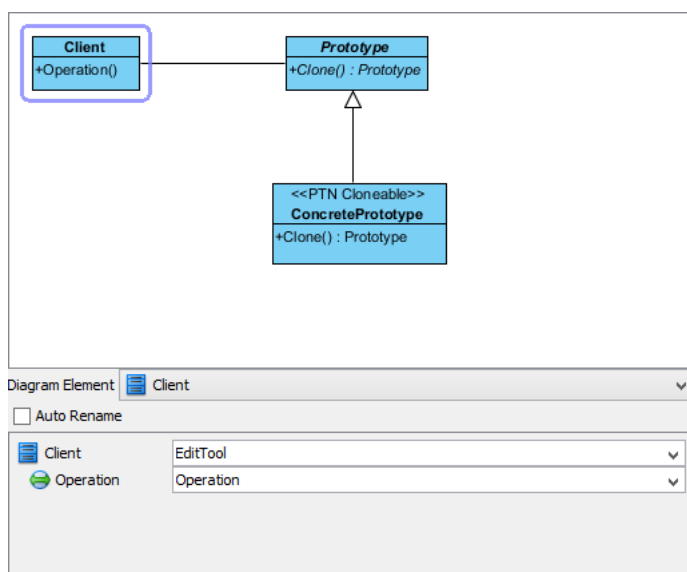 Client
+Operation()
Prototype
+Clone() : Prototype
<<PTN Cloneable>>
ConcretePrototype
+Clone() : Prototype
Diagram Element Client
Auto Rename
Client EditTool
Operation Operation